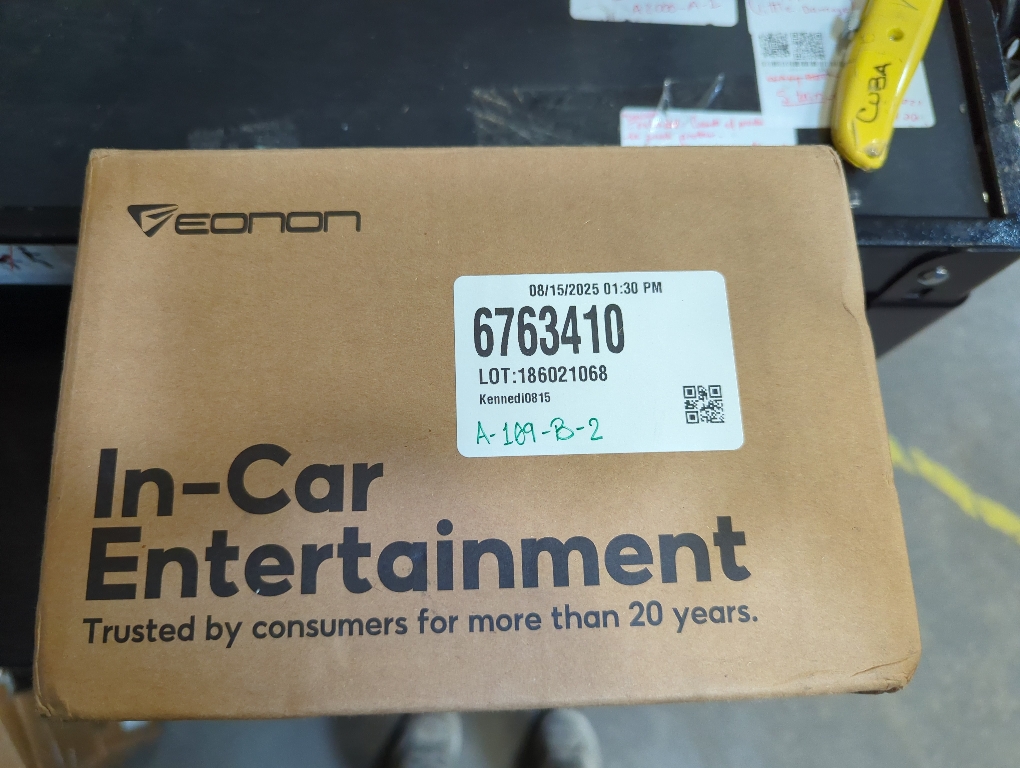 CUBA
EONON
08/15/2025 01:30 PM
6763410
LOT:186021068
Kennedi0815
A-109-B-2
In-Car
Entertainment
Trusted by consumers for more than 20 years.